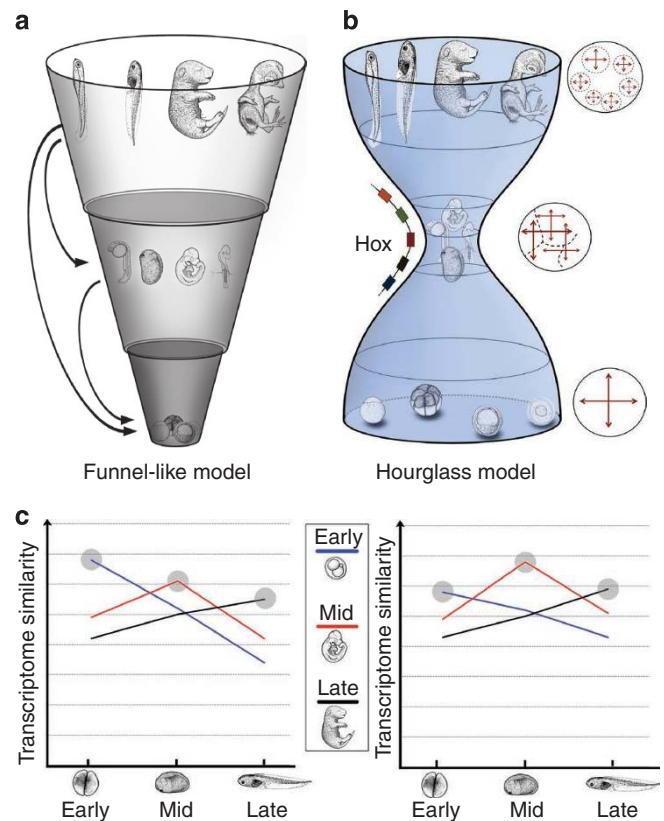 a
b
Hox
Funnel-like model
Hourglass model
c
Transcriptome similarity
Early
Mid
Late
Early
Mid
Late
Transcriptome similarity
Early
Mid
Late